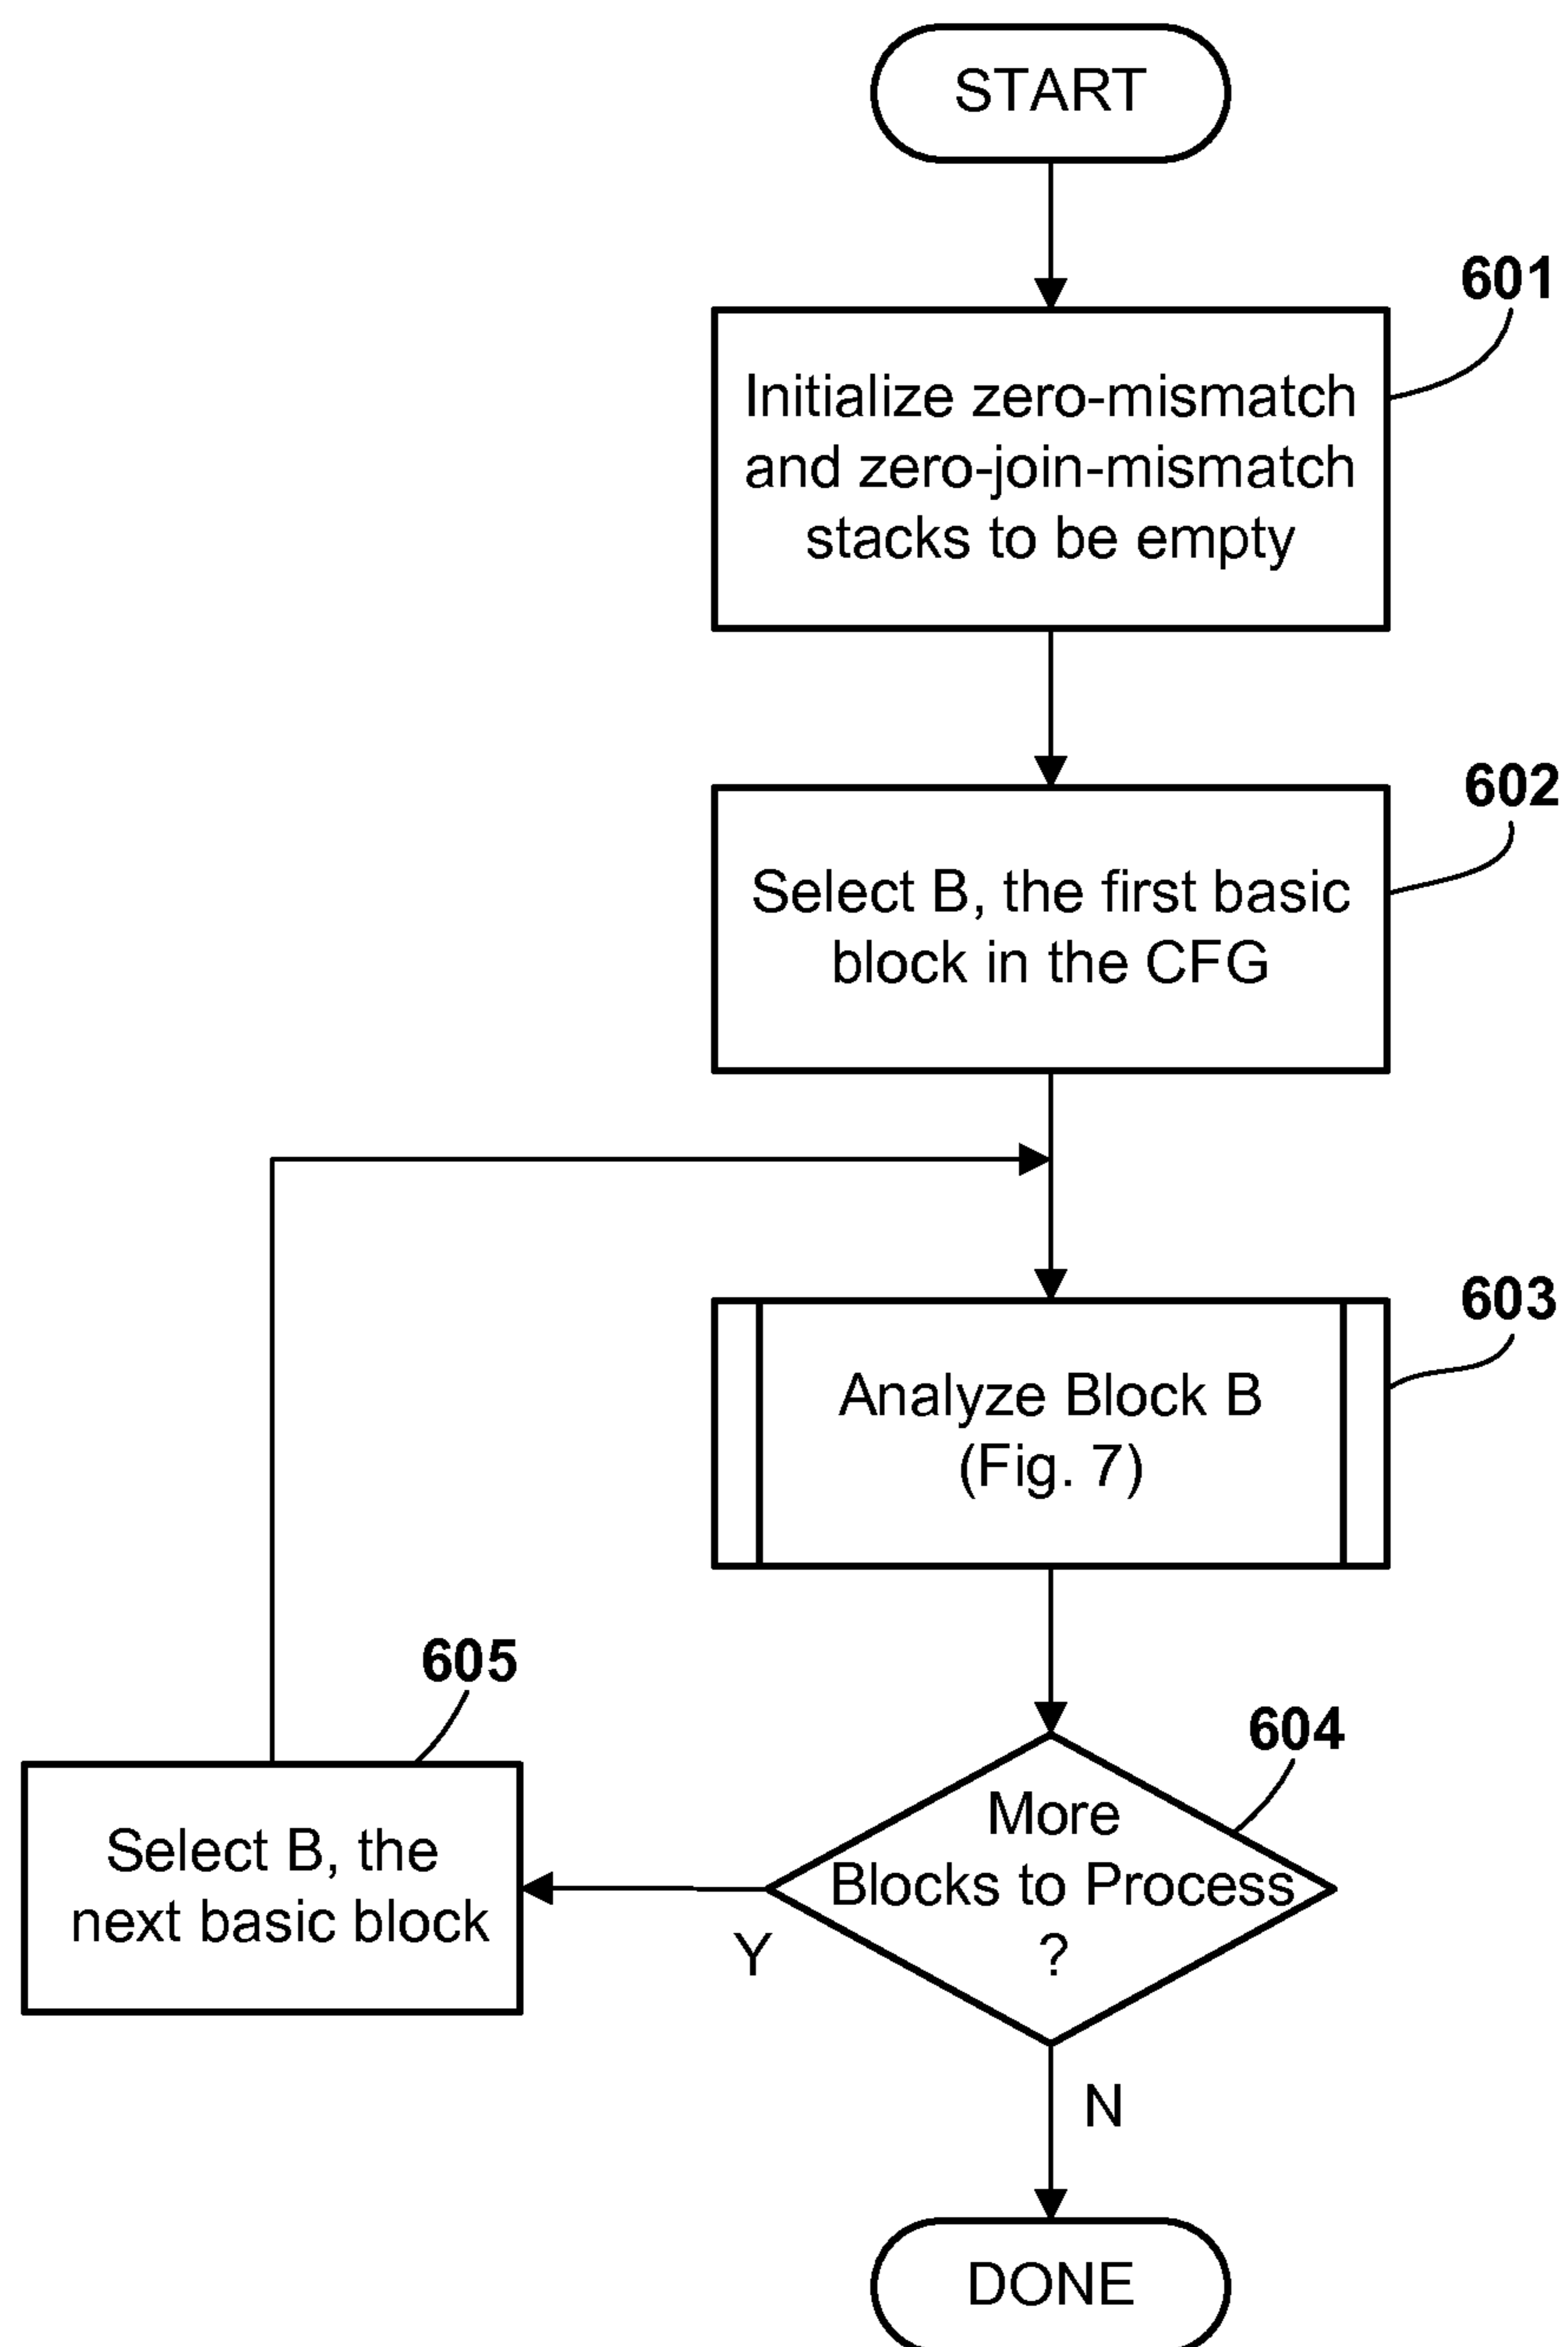 START
601
Initialize zero-mismatch
and zero-join-mismatch
stacks to be empty
602
Select B, the first basic
block in the CFG
603
Analyze Block B
(Fig. 7)
605
604
More
Blocks to Process
?
Select B, the
next basic block
Y
N
DONE